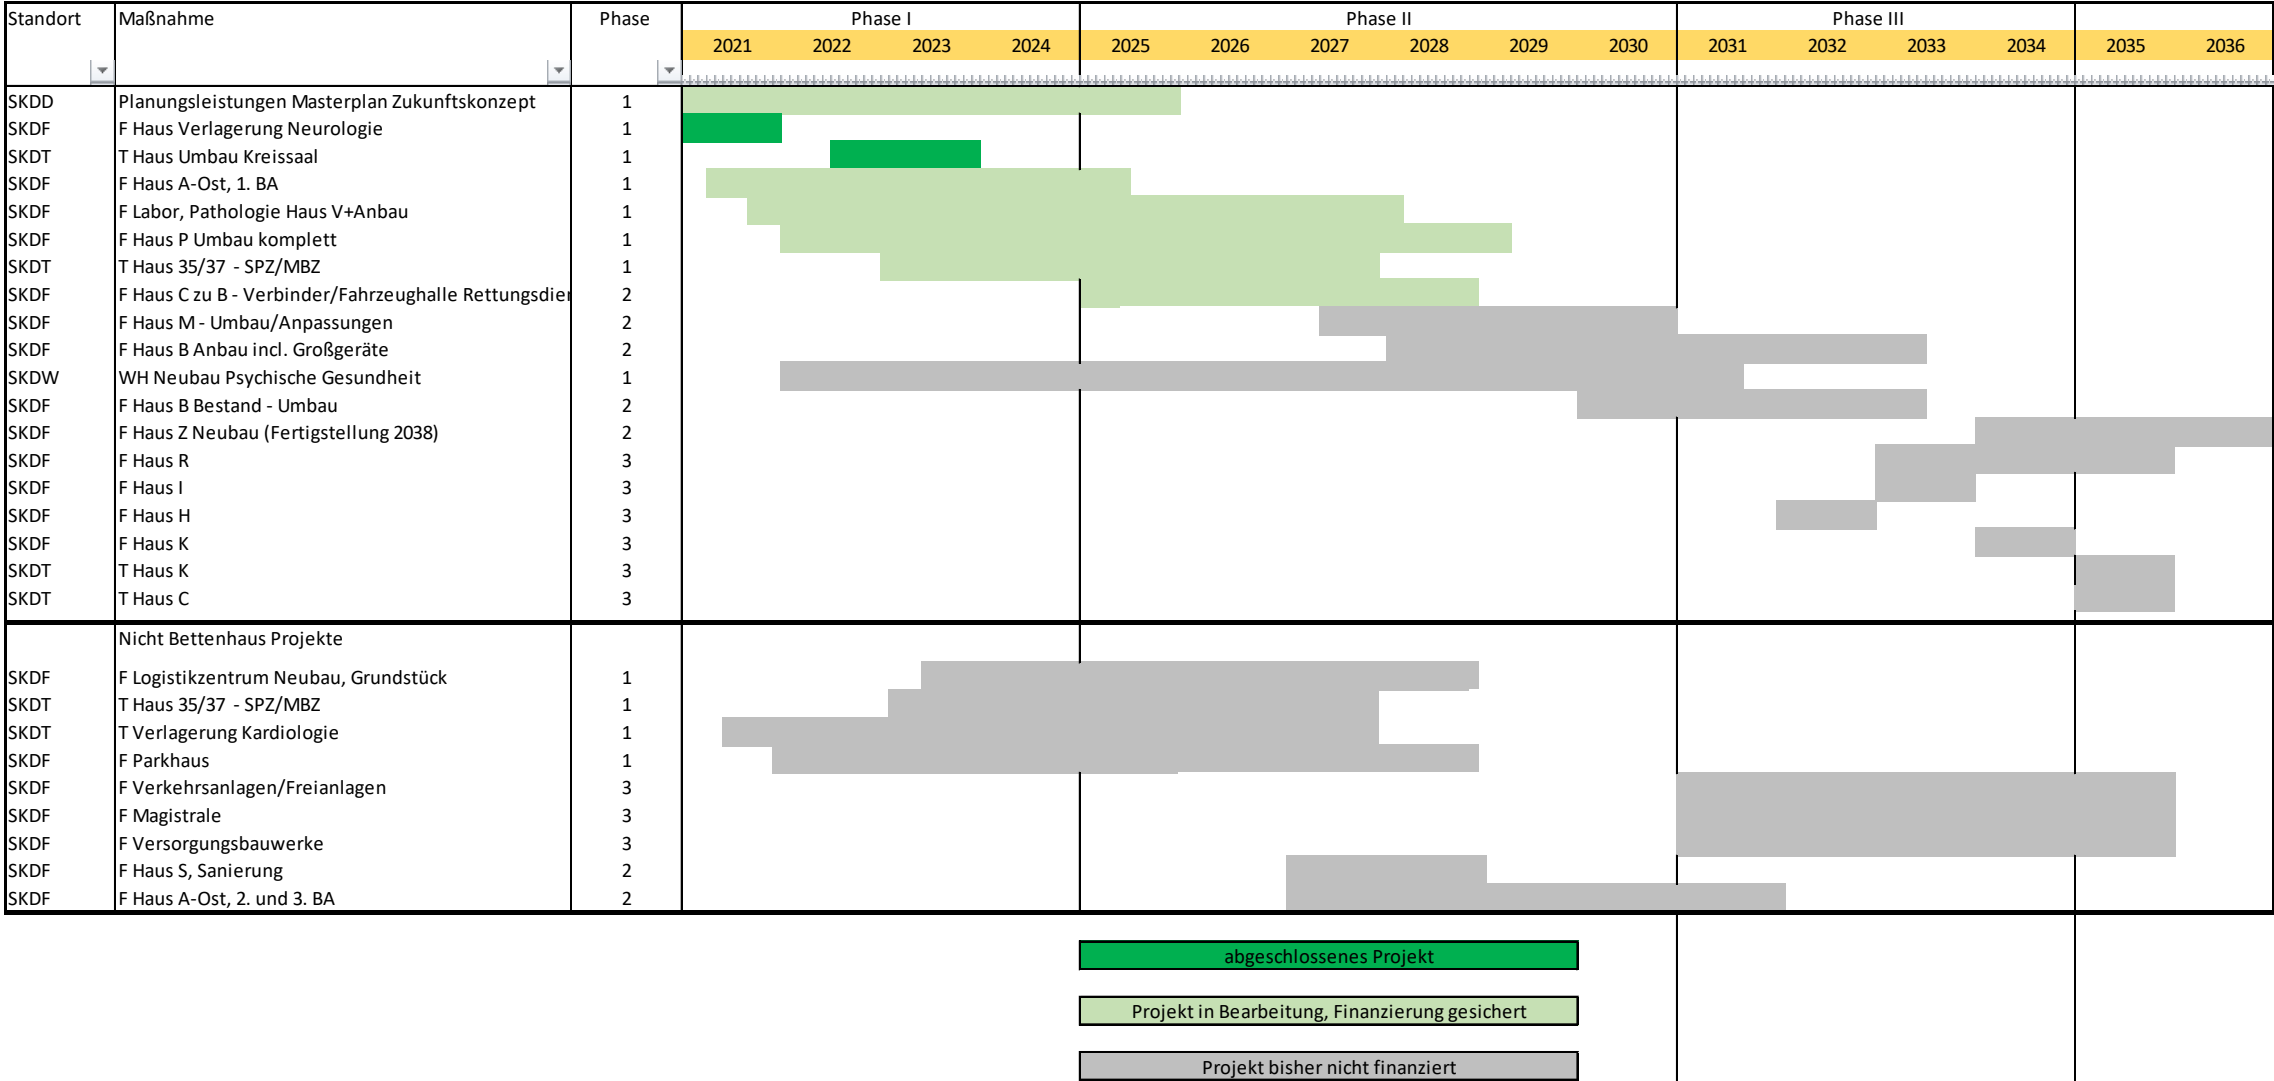 Standort Maßnahme Phase Phase I Phase II Phase III
2021 2022 2023 2024 2025 2026 2027 2028 2029 2030 2031 2032 2033 2034 2035 2036
SKDD Planungsleistungen Masterplan Zukunftskonzept 1
SKDF F Haus Verlagerung Neurologie 1
SKDT T Haus Umbau Kreissaal 1
SKDF F Haus A-Ost, 1. BA 1
SKDF F Labor, Pathologie Haus V+Anbau 1
SKDF F Haus P Umbau komplett 1
SKDT T Haus 35/37 - SPZ/MBZ 1
SKDF F Haus C zu B - Verbinder/Fahrzeughalle Rettungsdier 2
SKDF F Haus M - Umbau/Anpassungen 2
SKDF F Haus B Anbau incl. Großgeräte 2
SKDW WH Neubau Psychische Gesundheit 1
SKDF F Haus B Bestand - Umbau 2
SKDF F Haus Z Neubau (Fertigstellung 2038) 2
SKDF F Haus R 3
SKDF F Haus I 3
SKDF F Haus H 3
SKDF F Haus K 3
SKDT T Haus K 3
SKDT T Haus C 3
Nicht Bettenhaus Projekte
SKDF F Logistikzentrum Neubau, Grundstück 1
SKDT T Haus 35/37 - SPZ/MBZ 1
SKDT T Verlagerung Kardiologie 1
SKDF F Parkhaus 1
SKDF F Verkehrsanlagen/Freianlagen 3
SKDF F Magistrale 3
SKDF F Versorgungsbauwerke 3
SKDF F Haus S, Sanierung 2
SKDF F Haus A-Ost, 2. und 3. BA 2
abgeschlossenes Projekt
Projekt in Bearbeitung, Finanzierung gesichert
Projekt bisher nicht finanziert